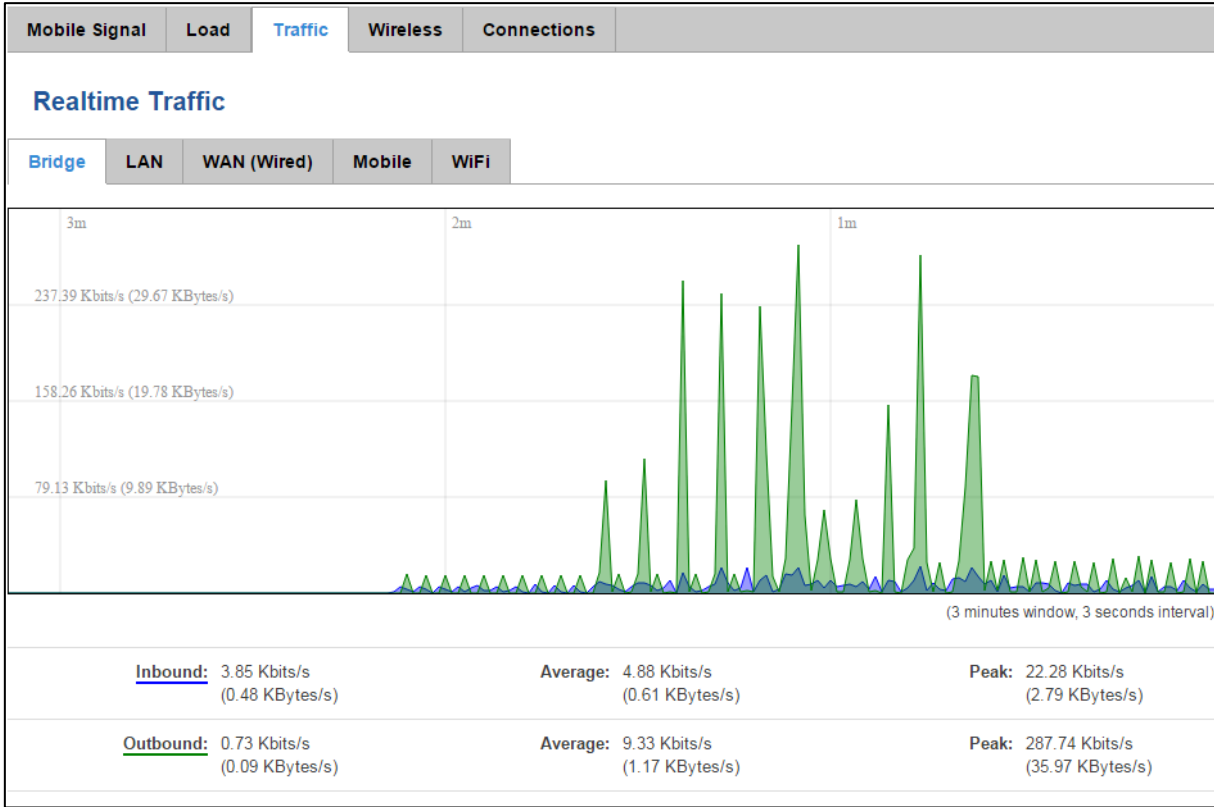 Mobile Signal Load Traffic Wireless Connections
Realtime Traffic
Bridge LAN WAN (Wired) Mobile WiFi
3m 2m 1m
237.39 Kbits/s (29.67 KBytes/s)
158.26 Kbits/s (19.78 KBytes/s)
79.13 Kbits/s (9.89 KBytes/s)
(3 minutes window, 3 seconds interval)
Inbound: 3.85 Kbits/s Average: 4.88 Kbits/s Peak: 22.28 Kbits/s
(0.48 KBytes/s) (0.61 KBytes/s) (2.79 KBytes/s)
Outbound: 0.73 Kbits/s Average: 9.33 Kbits/s Peak: 287.74 Kbits/s
(0.09 KBytes/s) (1.17 KBytes/s) (35.97 KBytes/s)